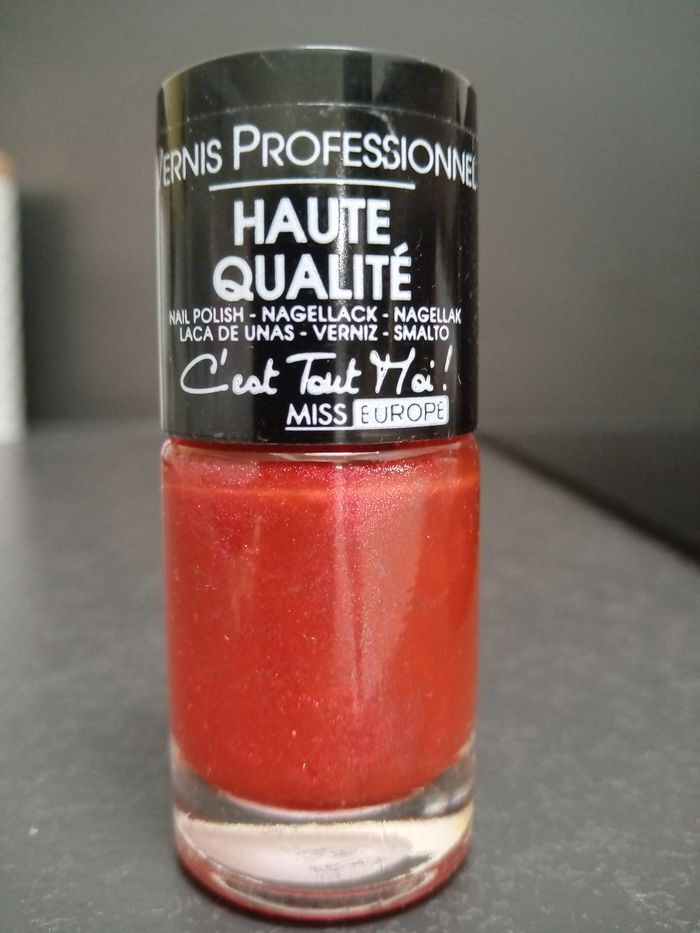 VERNIS PROFESSIONNEL
HAUTE
QUALITÉ
NAIL POLISH - NAGELLACK - NAGELLAK
LACA DE UNAS - VERNIZ - SMALTO
C'est Tout Moi !
MISS EUROPE